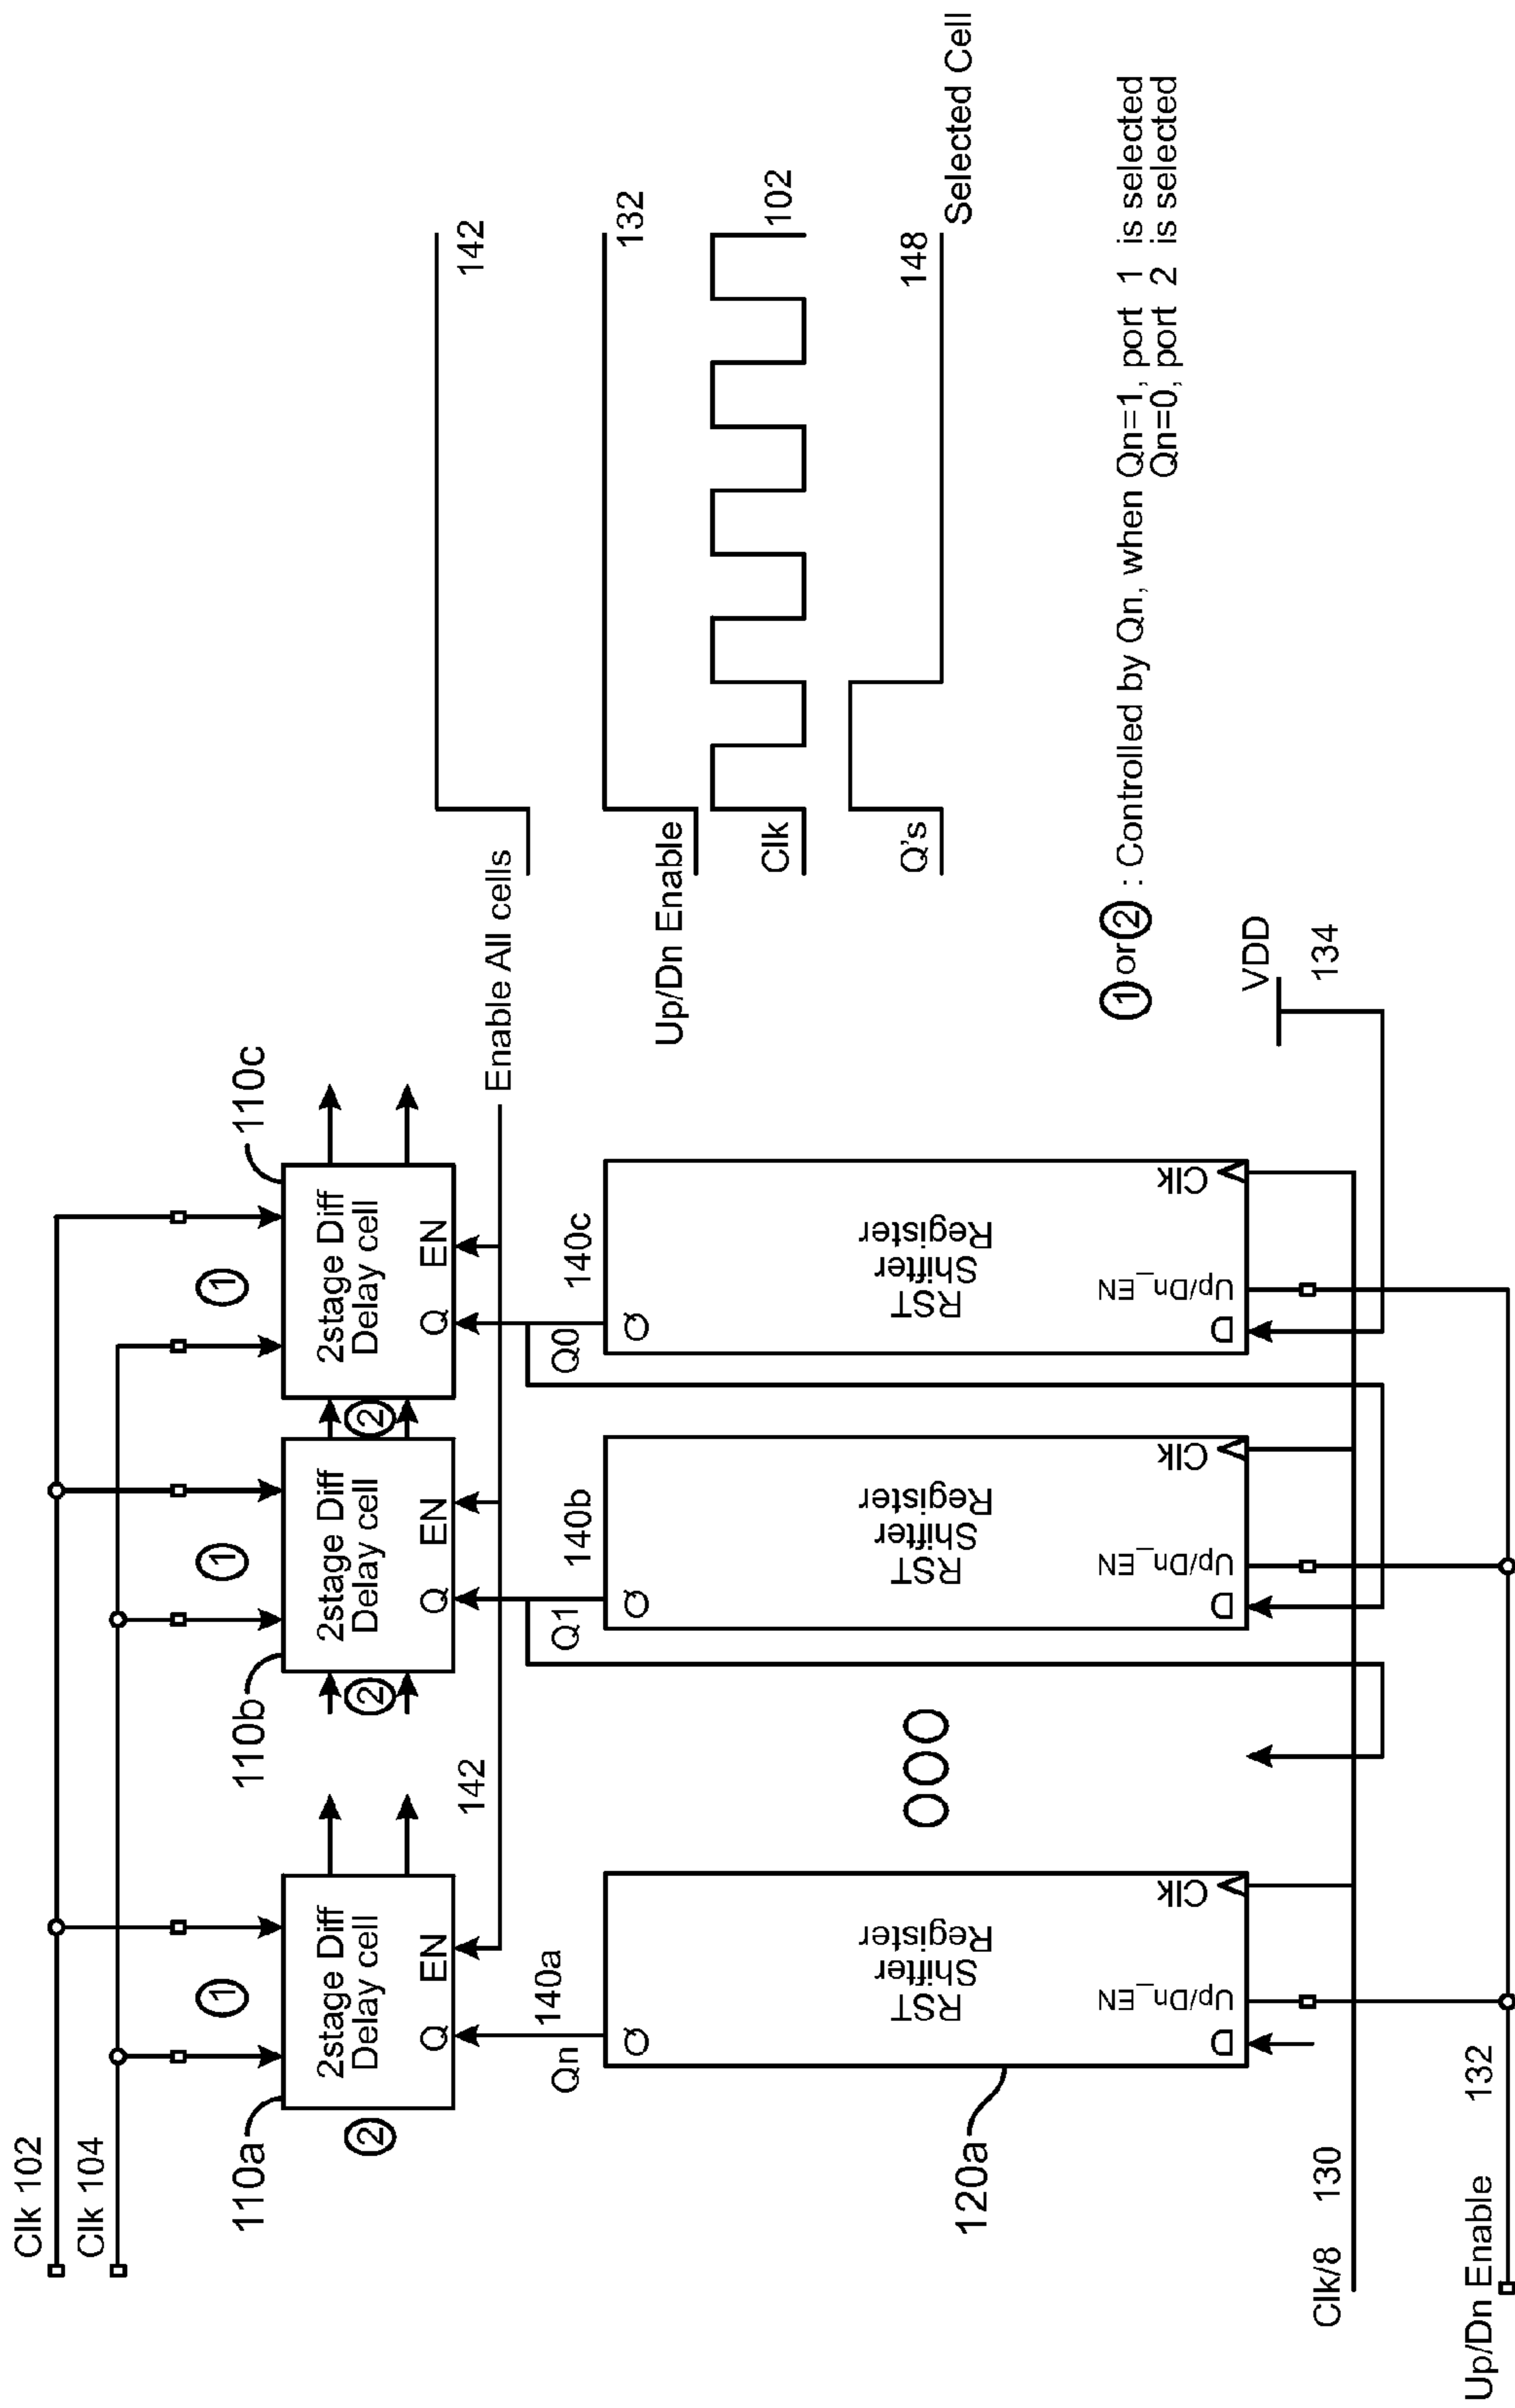 Clk 102
Clk 104
110a
110b
110c
1
1
1
2
2
2
2stage Diff
Delay cell
Q
EN
2stage Diff
Delay cell
Q
EN
2stage Diff
Delay cell
Q
EN
142
Enable All cells
Qn
140a
Q1
140b
Q0
140c
Q
RST
Shifter
Register
D
Up/Dn_EN
Clk
Q
RST
Shifter
Register
D
Up/Dn_EN
Clk
Q
RST
Shifter
Register
D
Up/Dn_EN
Clk
120a
Clk/8 130
Up/Dn Enable 132
VDD
134
142
Up/Dn Enable
132
Clk
102
Q's
148
Selected Cell
1 or 2 : Controlled by Qn, when Qn=1, port 1 is selected
Qn=0, port 2 is selected